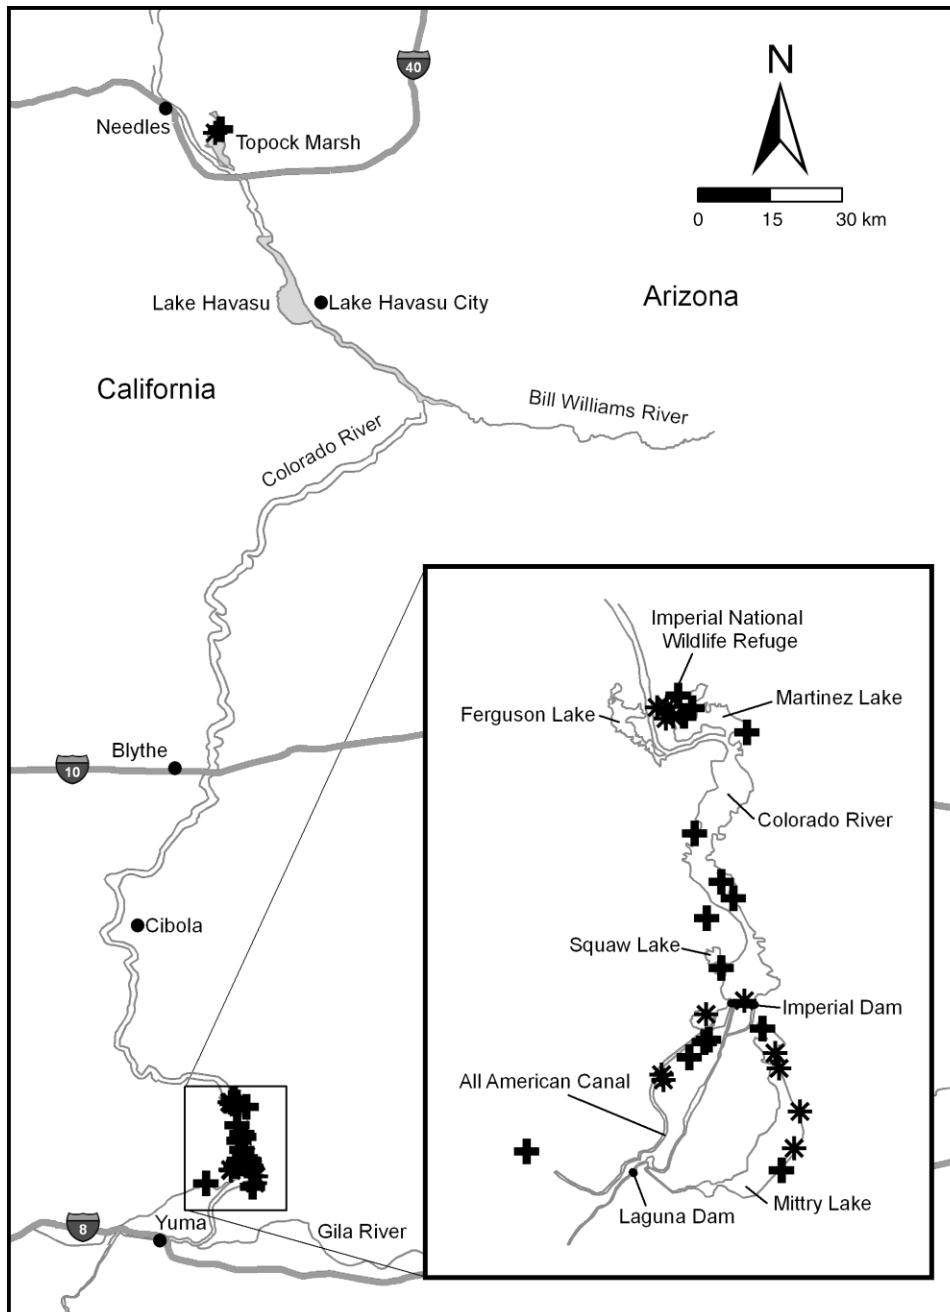 40
N
Needles
Topock Marsh
0 15 30 km
Lake Havasu
Lake Havasu City
Arizona
California
Bill Williams River
Colorado River
Imperial National
Wildlife Refuge
Ferguson Lake
Martinez Lake
Blythe
10
Colorado River
Cibola
Squaw Lake
Imperial Dam
All American Canal
Mittry Lake
Laguna Dam
8
Yuma
Gila River